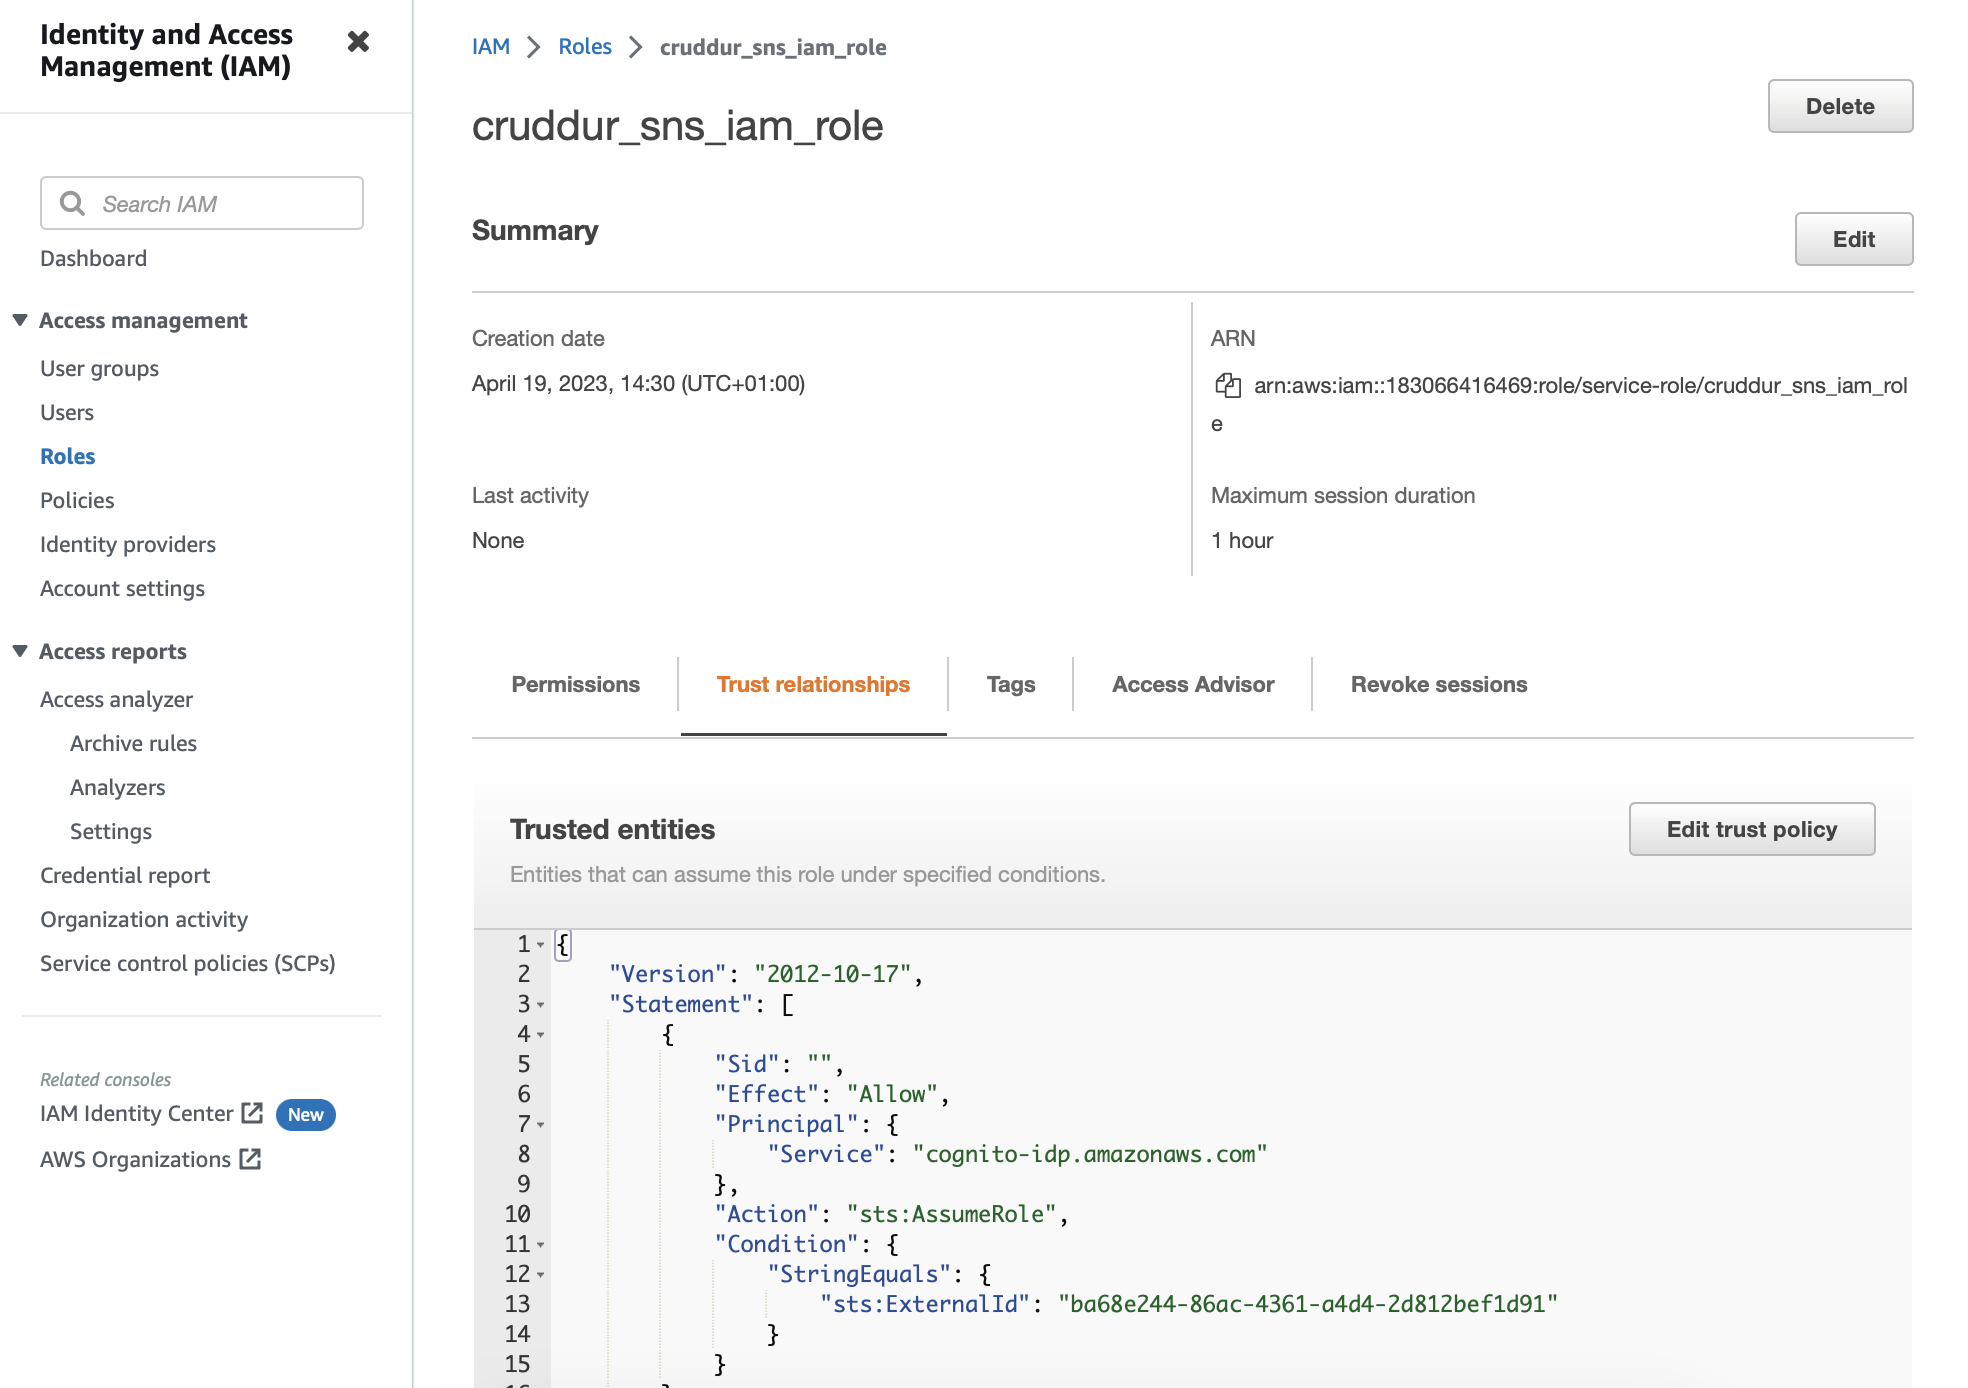 Identity and Access
Management (IAM)
Search IAM
Dashboard
Access management
User groups
Users
Roles
Policies
Identity providers
Account settings
Access reports
Access analyzer
Archive rules
Analyzers
Settings
Credential report
Organization activity
Service control policies (SCPs)
Related consoles
IAM Identity Center New
AWS Organizations
IAM > Roles > cruddur_sns_iam_role
cruddur_sns_iam_role
Delete
Summary
Edit
Creation date
April 19, 2023, 14:30 (UTC+01:00)
ARN
arn:aws:iam::183066416469:role/service-role/cruddur_sns_iam_rol
e
Last activity
None
Maximum session duration
1 hour
Permissions
Trust relationships
Tags
Access Advisor
Revoke sessions
Trusted entities
Edit trust policy
Entities that can assume this role under specified conditions.
1 {
2 "Version": "2012-10-17",
3 "Statement": [
4 {
5 "Sid": "",
6 "Effect": "Allow",
7 "Principal": {
8 "Service": "cognito-idp.amazonaws.com"
9 },
10 "Action": "sts:AssumeRole",
11 "Condition": {
12 "StringEquals": {
13 "sts:ExternalId": "ba68e244-86ac-4361-a4d4-2d812bef1d91"
14 }
15 }